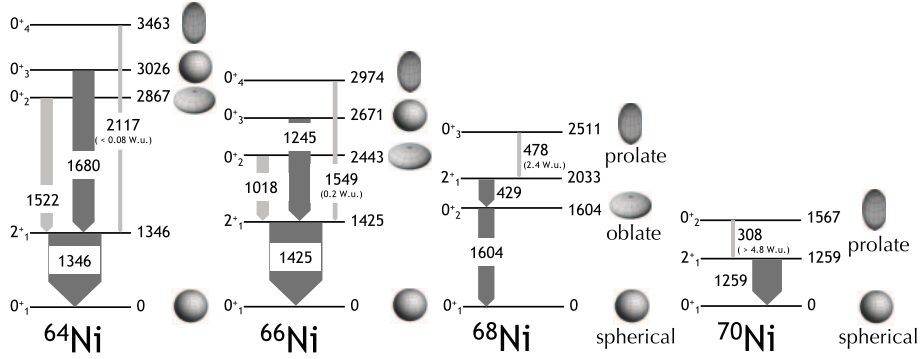 0⁺₄ 3463
0⁺₃ 3026
0⁺₂ 2867
2117
(< 0.08 W.u.)
1680
1522
2⁺₁ 1346
1346
0⁺₁ 0
⁶⁴Ni
0⁺₄ 2974
0⁺₃ 2671
1245
0⁺₂ 2443
1018
1549
(0.2 W.u.)
2⁺₁ 1425
1425
0⁺₁ 0
⁶⁶Ni
0⁺₃ 2511
478
(2.4 W.u.)
prolate
2⁺₁ 2033
429
0⁺₂ 1604
oblate
1604
0⁺₁ 0
spherical
⁶⁸Ni
0⁺₂ 1567
308
(> 4.8 W.u.)
prolate
2⁺₁ 1259
1259
0⁺₁ 0
spherical
⁷⁰Ni